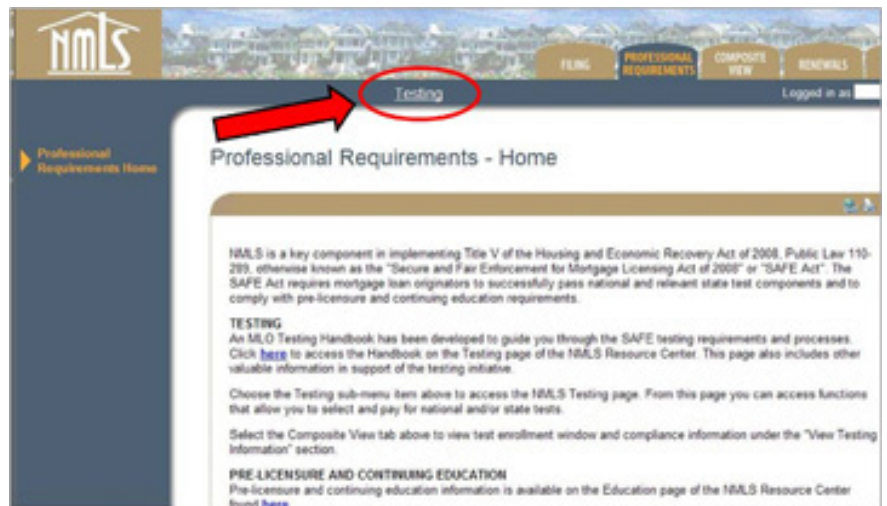 NMLS
FILING
PROFESSIONAL
REQUIREMENTS
COMPOSITE
VIEW
RENEWALS
Testing
Logged in as
Professional
Requirements Home
Professional Requirements - Home
NMLS is a key component in implementing Title V of the Housing and Economic Recovery Act of 2008, Public Law 110-
289, otherwise known as the "Secure and Fair Enforcement for Mortgage Licensing Act of 2008" or "SAFE Act". The
SAFE Act requires mortgage loan originators to successfully pass national and relevant state test components and to
comply with pre-licensure and continuing education requirements.
TESTING
An MLO Testing Handbook has been developed to guide you through the SAFE testing requirements and processes.
Click here to access the Handbook on the Testing page of the NMLS Resource Center. This page also includes other
valuable information in support of the testing initiative.
Choose the Testing sub-menu item above to access the NMLS Testing page. From this page you can access functions
that allow you to select and pay for national and/or state tests.
Select the Composite View tab above to view test enrollment window and compliance information under the "View Testing
Information" section.
PRE-LICENSURE AND CONTINUING EDUCATION
Pre-licensure and continuing education information is available on the Education page of the NMLS Resource Center
found here